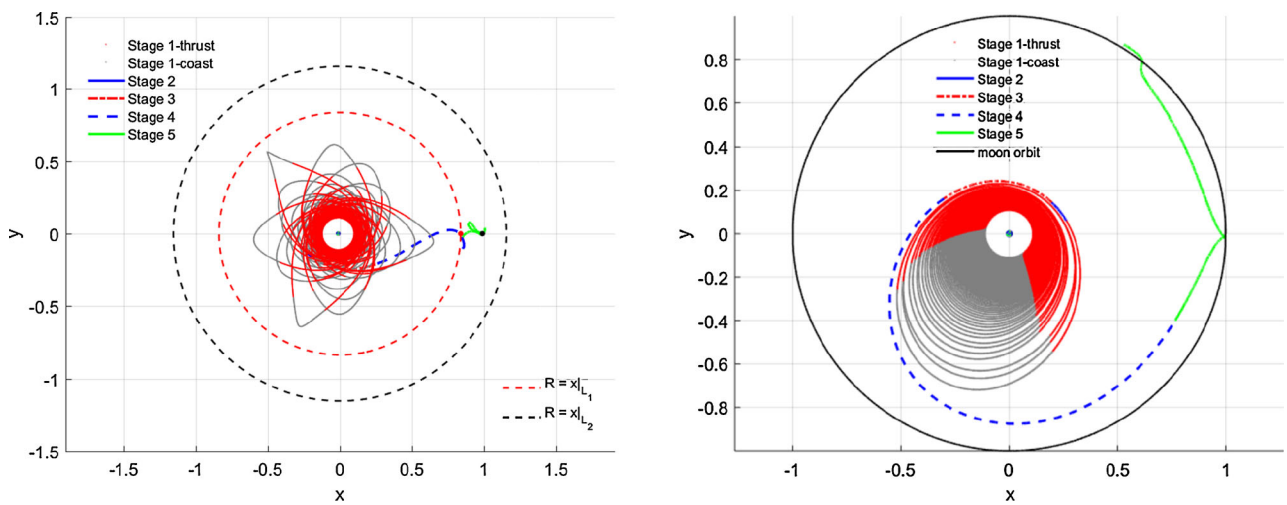 1.5
1
0.5
0
-0.5
-1
-1.5
y
-1.5
-1
-0.5
0
0.5
1
1.5
x
Stage 1-thrust
Stage 1-coast
Stage 2
Stage 3
Stage 4
Stage 5
R = x|L1
R = x|L2
0.8
0.6
0.4
0.2
0
-0.2
-0.4
-0.6
-0.8
y
-1
-0.5
0
0.5
1
x
Stage 1-thrust
Stage 1-coast
Stage 2
Stage 3
Stage 4
Stage 5
moon orbit